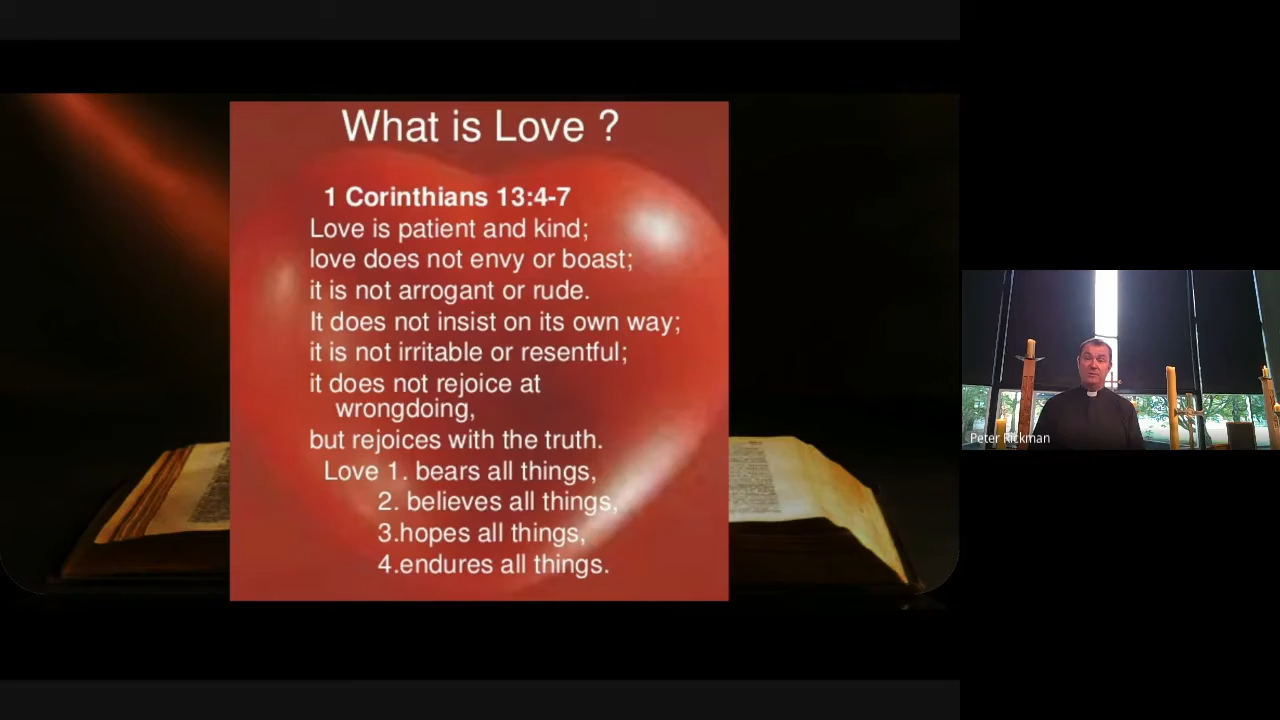 What is Love ?
1 Corinthians 13:4-7
Love is patient and kind;
love does not envy or boast;
it is not arrogant or rude.
It does not insist on its own way;
it is not irritable or resentful;
it does not rejoice at
wrongdoing,
but rejoices with the truth.
Love 1. bears all things,
2. believes all things,
3.hopes all things,
4.endures all things.
Peter Rickman